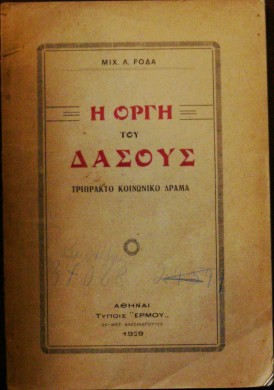 ΜΙΧ. Λ. ΡΟΔΑ
Η ΟΡΓΗ
ΤΟΥ
ΔΑΣΟΥΣ
ΤΡΙΠΡΑΚΤΟ ΚΟΙΝΩΝΙΚΟ ΔΡΑΜΑ
ΑΘΗΝΑΙ
ΤΥΠΟΙΣ "ΕΡΜΟΥ„
1929